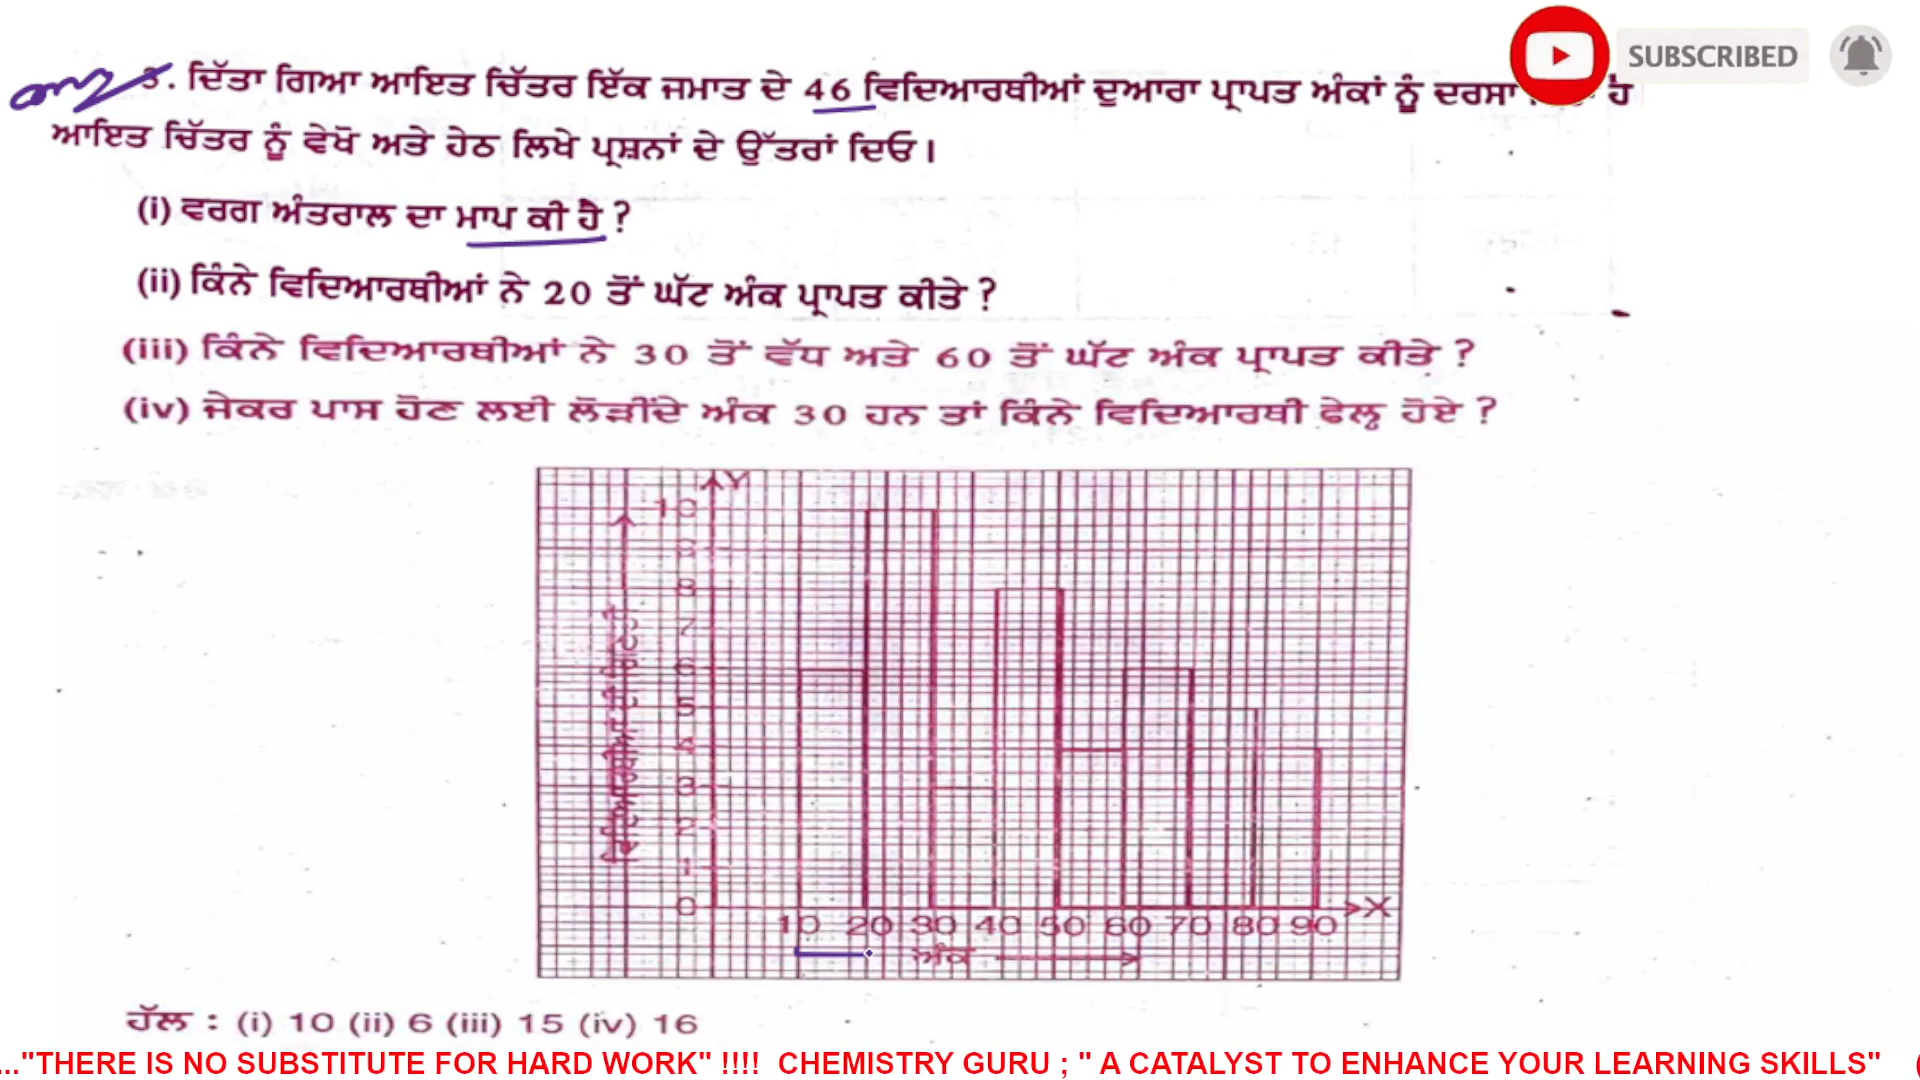 SUBSCRIBED
3. ਦਿੱਤਾ ਗਿਆ ਆਇਤ ਚਿੱਤਰ ਇੱਕ ਜਮਾਤ ਦੇ 46 ਵਿਦਿਆਰਥੀਆਂ ਦੁਆਰਾ ਪ੍ਰਾਪਤ ਅੰਕਾਂ ਨੂੰ
ਆਇਤ ਚਿੱਤਰ ਨੂੰ ਵੇਖੋ ਅਤੇ ਹੇਠ ਲਿਖੇ ਪ੍ਰਸ਼ਨਾਂ ਦੇ ਉੱਤਰਾਂ ਦਿਓ।
(i) ਵਰਗ ਅੰਤਰਾਲ ਦਾ ਮਾਪ ਕੀ ਹੈ ?
(ii) ਕਿੰਨੇ ਵਿਦਿਆਰਥੀਆਂ ਨੇ 20 ਤੋਂ ਘੱਟ ਅੰਕ ਪ੍ਰਾਪਤ ਕੀਤੇ ?
(iii) ਕਿੰਨੇ ਵਿਦਿਆਰਥੀਆਂ ਨੇ 30 ਤੋਂ ਵੱਧ ਅਤੇ 60 ਤੋਂ ਘੱਟ ਅੰਕ ਪ੍ਰਾਪਤ ਕੀਤੇ ?
(iv) ਜੇਕਰ ਪਾਸ ਹੋਣ ਲਈ ਲੋੜੀਂਦੇ ਅੰਕ 30 ਹਨ ਤਾਂ ਕਿੰਨੇ ਵਿਦਿਆਰਥੀ ਫੇਲ੍ਹ ਹੋਏ ?
Y
10
9
8
7
6
5
4
3
2
1
0
10 20 30 40 50 60 70 80 90 X
ਅੰਕ
ਹੱਲ : (i) 10 (ii) 6 (iii) 15 (iv) 16
..."THERE IS NO SUBSTITUTE FOR HARD WORK" !!!! CHEMISTRY GURU ; " A CATALYST TO ENHANCE YOUR LEARNING SKILLS" (